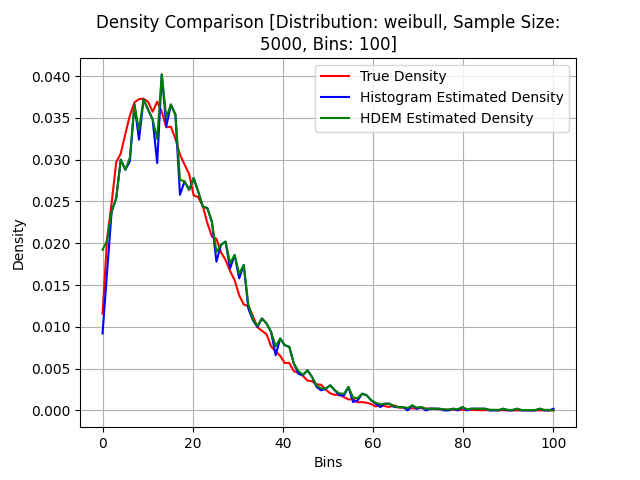 Density Comparison [Distribution: weibull, Sample Size:
5000, Bins: 100]
True Density
Histogram Estimated Density
HDEM Estimated Density
Density
0.040
0.035
0.030
0.025
0.020
0.015
0.010
0.005
0.000
0 20 40 60 80 100
Bins